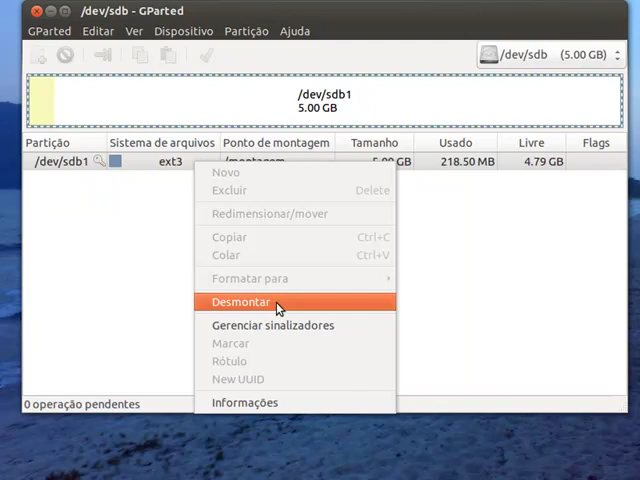 /dev/sdb - GParted
GParted Editar Ver Dispositivo Partição Ajuda
/dev/sdb (5.00 GB)
/dev/sdb1
5.00 GB
Partição Sistema de arquivos Ponto de montagem Tamanho Usado Livre Flags
/dev/sdb1 ext3 /montagem 5.00 GB 218.50 MB 4.79 GB
Novo
Excluir Delete
Redimensionar/mover
Copiar Ctrl+C
Colar Ctrl+V
Formatar para
Desmontar
Gerenciar sinalizadores
Marcar
Rótulo
New UUID
Informações
0 operação pendentes